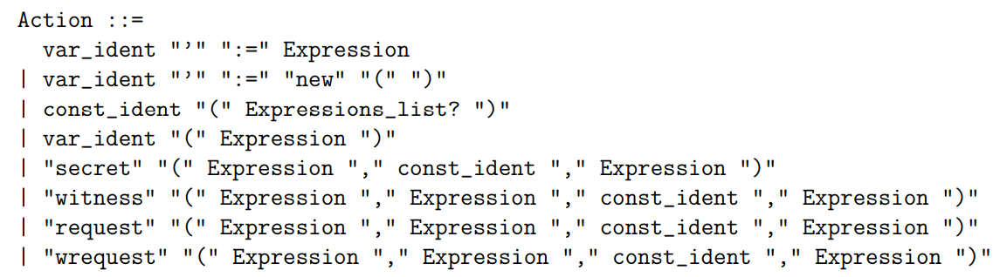 Action ::=
var_ident "’" ":=" Expression
| var_ident "’" ":=" "new" "(" ")"
| const_ident "(" Expressions_list? ")"
| var_ident "(" Expression ")"
| "secret" "(" Expression "," const_ident "," Expression ")"
| "witness" "(" Expression "," Expression "," const_ident "," Expression ")"
| "request" "(" Expression "," Expression "," const_ident "," Expression ")"
| "wrequest" "(" Expression "," Expression "," const_ident "," Expression ")"